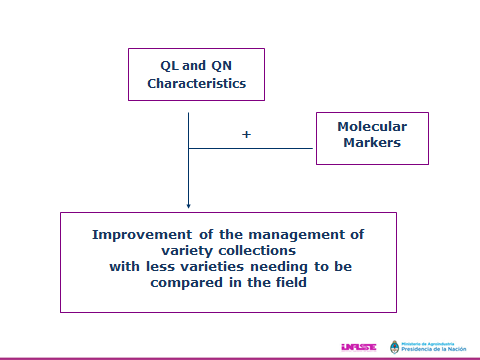 QL and QN
Characteristics
+
Molecular
Markers
Improvement of the management of
variety collections
with less varieties needing to be
compared in the field
INASE
Ministerio de Agroindustria
Presidencia de la Nación